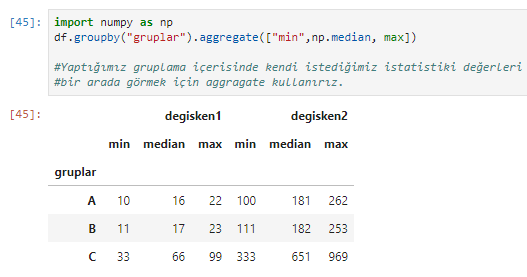 [45]: import numpy as np
df.groupby("gruplar").aggregate(["min",np.median, max])
#Yaptığımız gruplama içerisinde kendi istediğimiz istatistiki değerleri
#bir arada görmek için aggragate kullanırız.
[45]: degisken1 degisken2
min median max min median max
gruplar
A 10 16 22 100 181 262
B 11 17 23 111 182 253
C 33 66 99 333 651 969